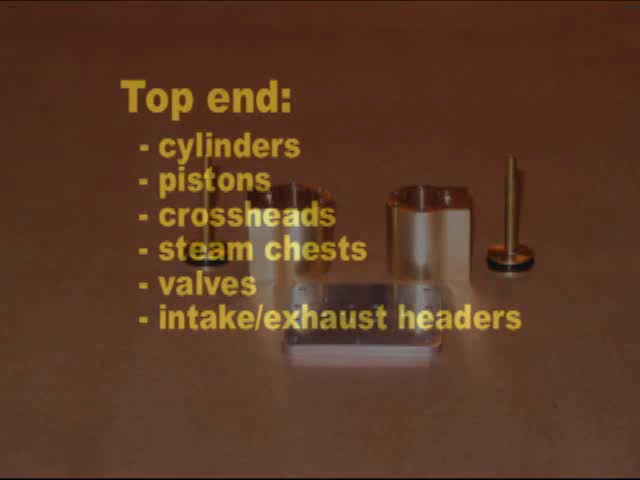 Top end:
- cylinders
- pistons
- crossheads
- steam chests
- valves
- intake/exhaust headers